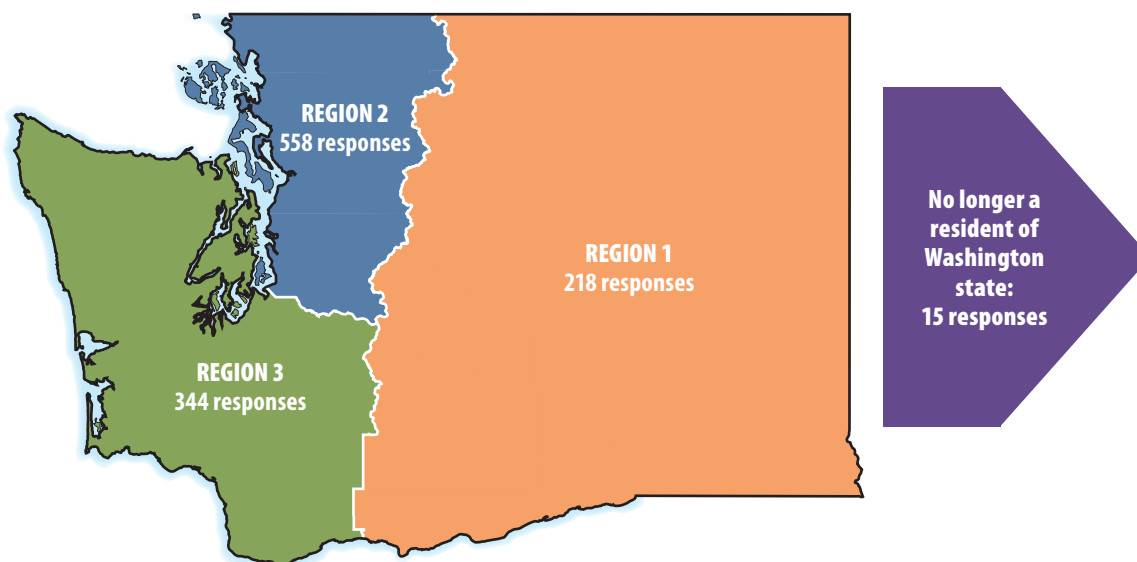 REGION 2
558 responses
REGION 1
218 responses
REGION 3
344 responses
No longer a
resident of
Washington
state:
15 responses